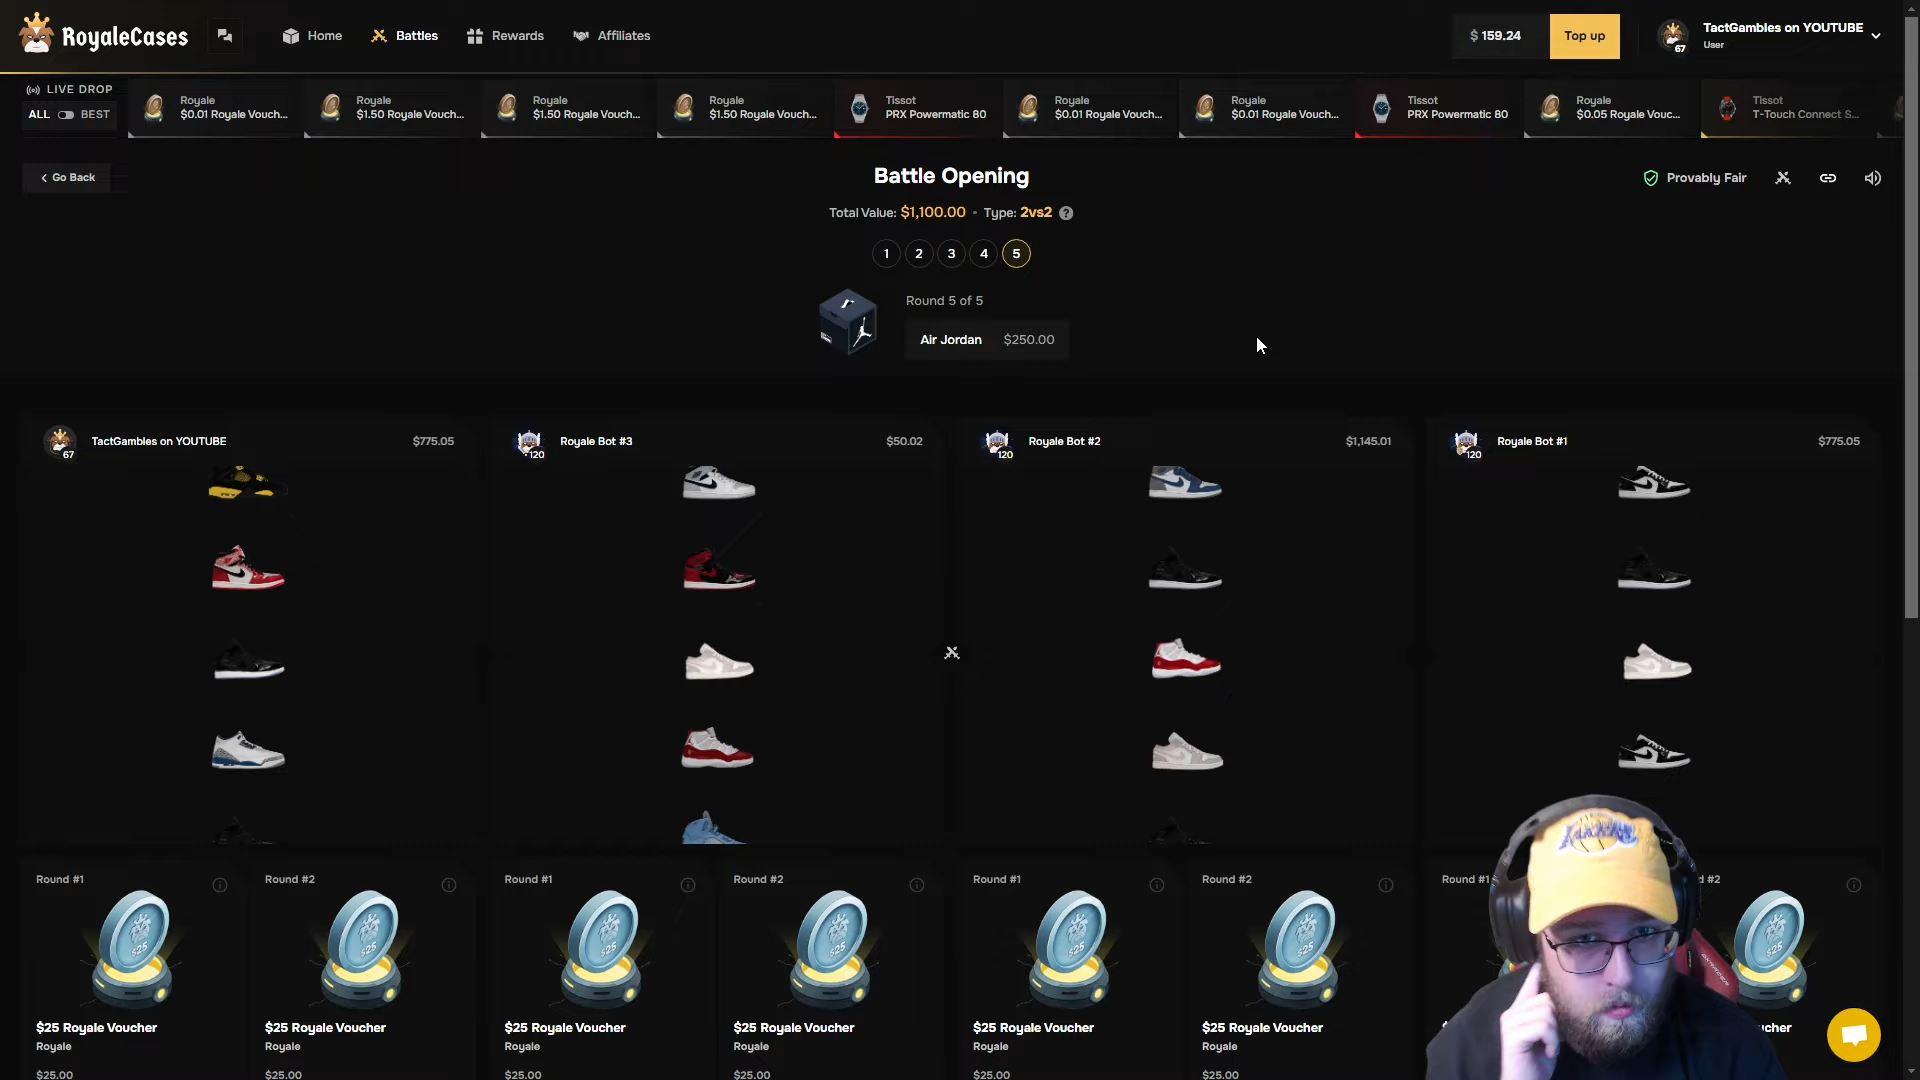 RoyaleCases
Home
Battles
Rewards
Affiliates
$ 159.24
Top up
67
TactGambles on YOUTUBE
User
LIVE DROP
ALL BEST
Royale
$0.01 Royale Vouch...
Royale
$1.50 Royale Vouch...
Royale
$1.50 Royale Vouch...
Royale
$1.50 Royale Vouch...
Tissot
PRX Powermatic 80
Royale
$0.01 Royale Vouch...
Royale
$0.01 Royale Vouch...
Tissot
PRX Powermatic 80
Royale
$0.05 Royale Vouc...
Tissot
T-Touch Connect S...
Go Back
Battle Opening
Provably Fair
Total Value: $1,100.00 • Type: 2vs2 ?
1 2 3 4 5
Round 5 of 5
Air Jordan $250.00
67 TactGambles on YOUTUBE $775.05
120 Royale Bot #3 $50.02
120 Royale Bot #2 $1,145.01
120 Royale Bot #1 $775.05
Round #1
$25
$25 Royale Voucher
Royale
$25.00
Round #2
$25
$25 Royale Voucher
Royale
$25.00
Round #1
$25
$25 Royale Voucher
Royale
$25.00
Round #2
$25
$25 Royale Voucher
Royale
$25.00
Round #1
$25
$25 Royale Voucher
Royale
$25.00
Round #2
$25
$25 Royale Voucher
Royale
$25.00
Round #1
#2
$25